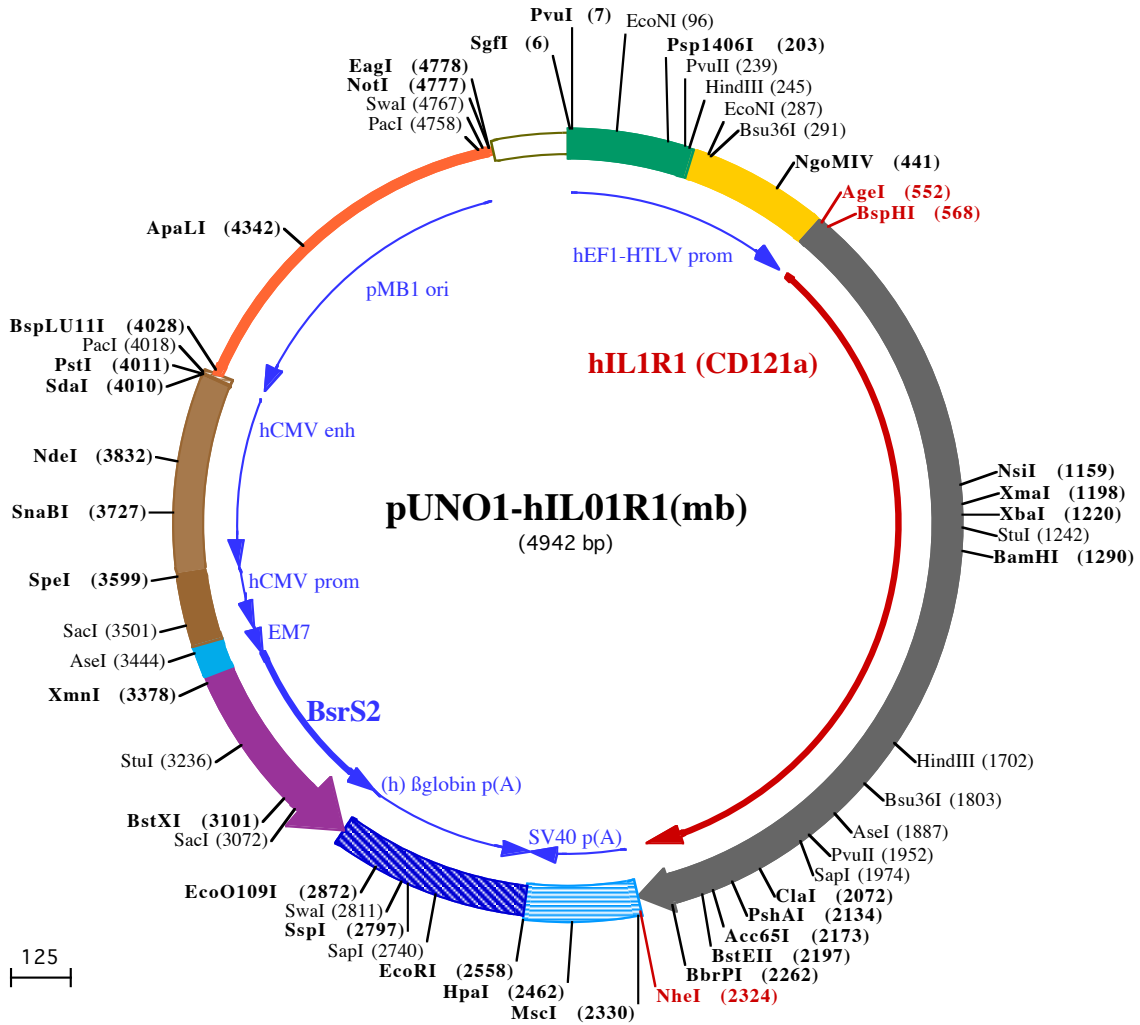 PvuI (7)
EcoNI (96)
SgfI (6)
Psp1406I (203)
EagI (4778)
PvuII (239)
NotI (4777)
HindIII (245)
SwaI (4767)
EcoNI (287)
PacI (4758)
Bsu36I (291)
NgoMIV (441)
AgeI (552)
BspHI (568)
ApaLI (4342)
hEF1-HTLV prom
pMB1 ori
BspLU11I (4028)
PacI (4018)
PstI (4011)
SdaI (4010)
hIL1R1 (CD121a)
hCMV enh
NdeI (3832)
NsiI (1159)
XmaI (1198)
SnaBI (3727)
pUNO1-hIL01R1(mb)
XbaI (1220)
(4942 bp)
StuI (1242)
BamHI (1290)
SpeI (3599)
hCMV prom
SacI (3501)
EM7
AseI (3444)
XmnI (3378)
BsrS2
StuI (3236)
HindIII (1702)
(h) ßglobin p(A)
Bsu36I (1803)
BstXI (3101)
SacI (3072)
SV40 p(A)
AseI (1887)
PvuII (1952)
SapI (1974)
EcoO109I (2872)
ClaI (2072)
SwaI (2811)
PshAI (2134)
SspI (2797)
Acc65I (2173)
SapI (2740)
BstEII (2197)
EcoRI (2558)
BbrPI (2262)
125
HpaI (2462)
NheI (2324)
MscI (2330)